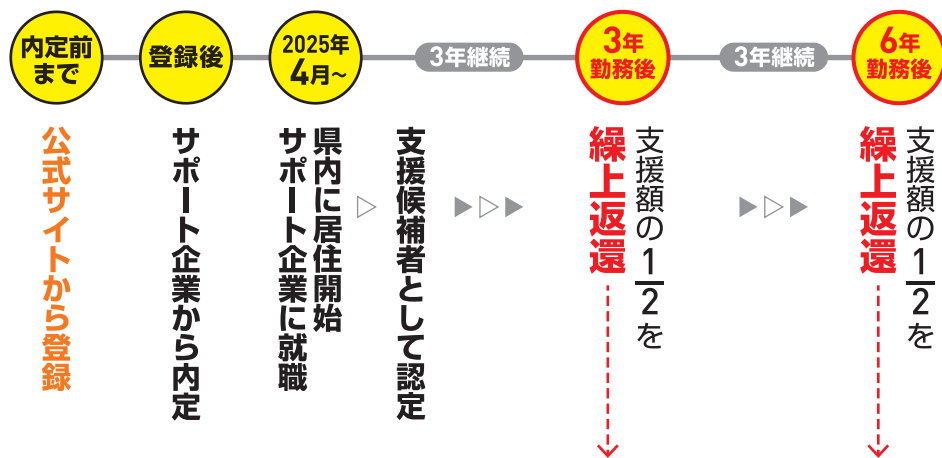 内定前
まで
登録後
2025年
4月~
3年継続
3年
勤務後
3年継続
6年
勤務後
公式サイトから登録
サポート企業から内定
県内に居住開始
サポート企業に就職
支援候補者として認定
支援額の1/2を
繰上返還
支援額の1/2を
繰上返還